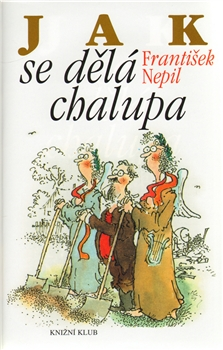 JAK
se dělá
František
Nepil
chalupa
KNIŽNÍ KLUB